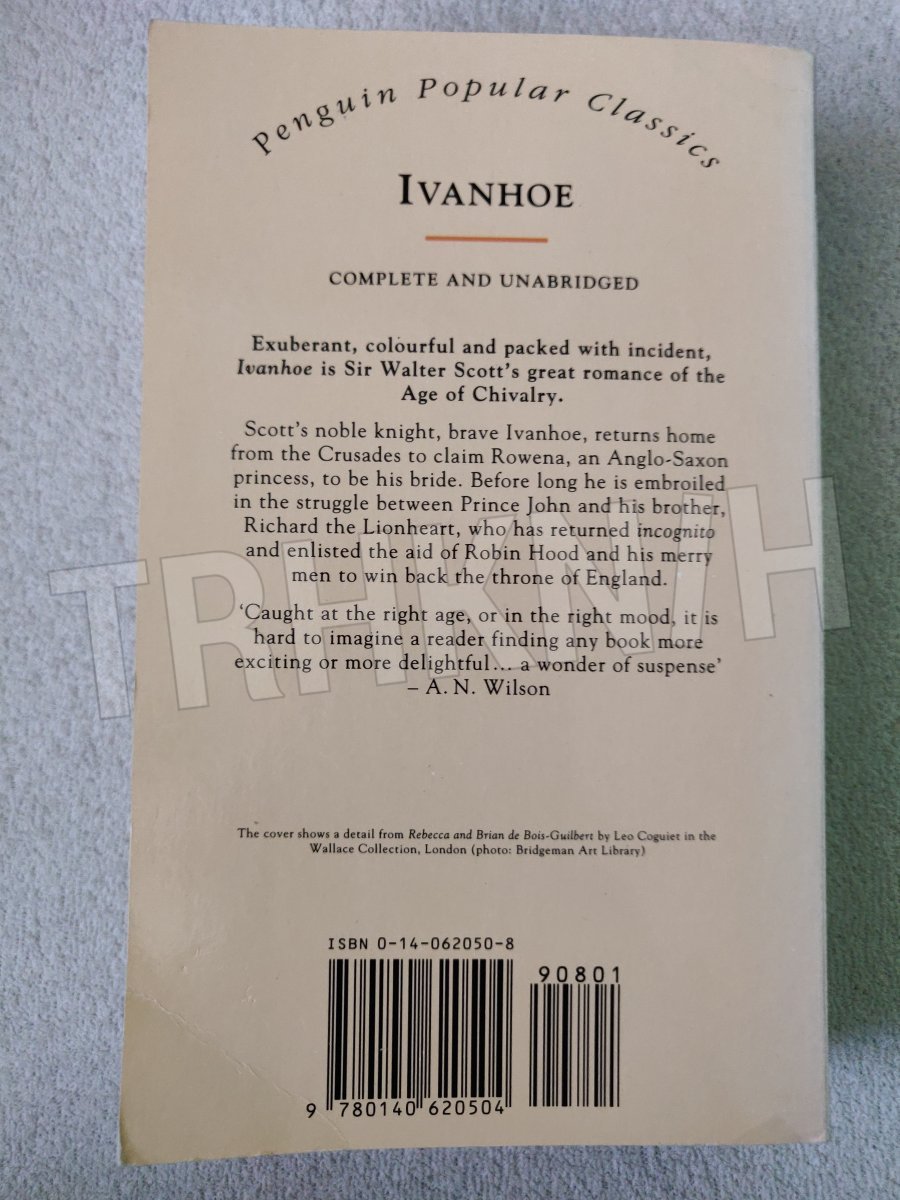 Penguin Popular Classics
IVANHOE
COMPLETE AND UNABRIDGED
Exuberant, colourful and packed with incident,
Ivanhoe is Sir Walter Scott's great romance of the
Age of Chivalry.
Scott's noble knight, brave Ivanhoe, returns home
from the Crusades to claim Rowena, an Anglo-Saxon
princess, to be his bride. Before long he is embroiled
in the struggle between Prince John and his brother,
Richard the Lionheart, who has returned incognito
and enlisted the aid of Robin Hood and his merry
men to win back the throne of England.
TRHKNIH
'Caught at the right age, or in the right mood, it is
hard to imagine a reader finding any book more
exciting or more delightful... a wonder of suspense'
– A. N. Wilson
The cover shows a detail from Rebecca and Brian de Bois-Guilbert by Leo Coguiet in the
Wallace Collection, London (photo: Bridgeman Art Library)
ISBN 0-14-062050-8
90801
9 780140 620504